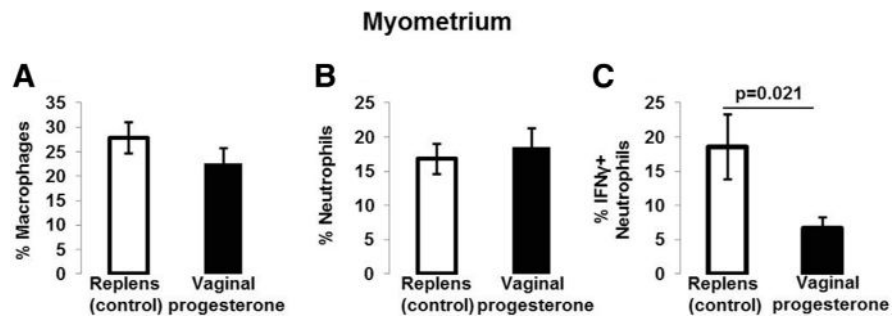 Myometrium
A
% Macrophages
35
30
25
20
15
10
5
0
Replens
(control)
Vaginal
progesterone
B
% Neutrophils
25
20
15
10
5
0
Replens
(control)
Vaginal
progesterone
C
p=0.021
% IFNγ+
Neutrophils
25
20
15
10
5
0
Replens
(control)
Vaginal
progesterone